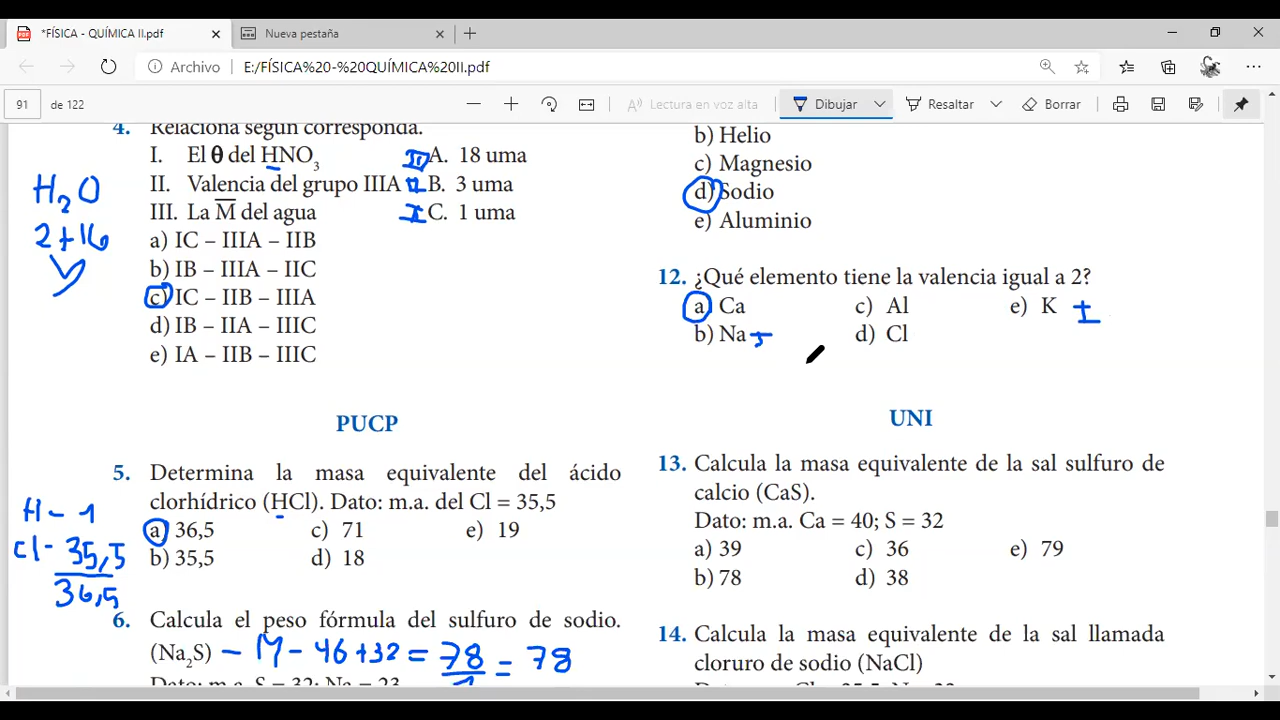 *FÍSICA - QUÍMICA II.pdf
Nueva pestaña
Archivo
E:/FÍSICA%20-%20QUÍMICA%20II.pdf
91 de 122
Lectura en voz alta
Dibujar
Resaltar
Borrar
4. Relaciona según corresponda.
I. El θ del HNO3 III A. 18 uma
II. Valencia del grupo IIIA II B. 3 uma
III. La M̅ del agua I C. 1 uma
a) IC – IIIA – IIB
b) IB – IIIA – IIC
c) IC – IIB – IIIA
d) IB – IIA – IIIC
e) IA – IIB – IIIC
H2O
2+16
PUCP
5. Determina la masa equivalente del ácido
clorhídrico (HCl). Dato: m.a. del Cl = 35,5
a) 36,5 c) 71 e) 19
b) 35,5 d) 18
H - 1
Cl - 35,5
36,5
6. Calcula el peso fórmula del sulfuro de sodio.
(Na2S) - M - 46+32 = 78 = 78
Dato: m.a. S = 32; Na = 23
b) Helio
c) Magnesio
d) Sodio
e) Aluminio
12. ¿Qué elemento tiene la valencia igual a 2?
a) Ca c) Al e) K I
b) Na d) Cl
UNI
13. Calcula la masa equivalente de la sal sulfuro de
calcio (CaS).
Dato: m.a. Ca = 40; S = 32
a) 39 c) 36 e) 79
b) 78 d) 38
14. Calcula la masa equivalente de la sal llamada
cloruro de sodio (NaCl)